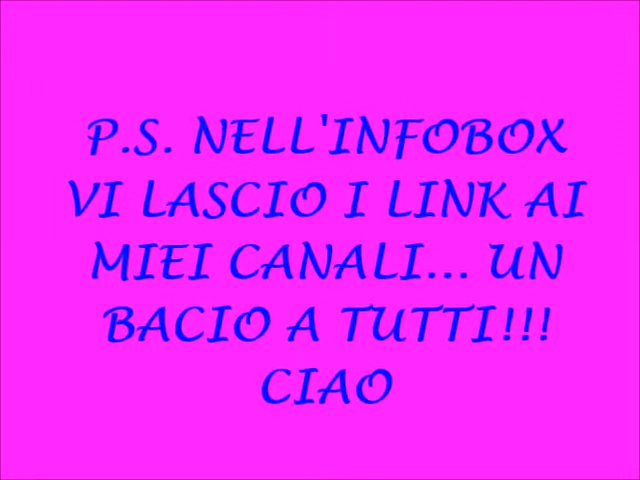 P.S. NELL'INFOBOX
VI LASCIO I LINK AI
MIEI CANALI... UN
BACIO A TUTTI!!!
CIAO